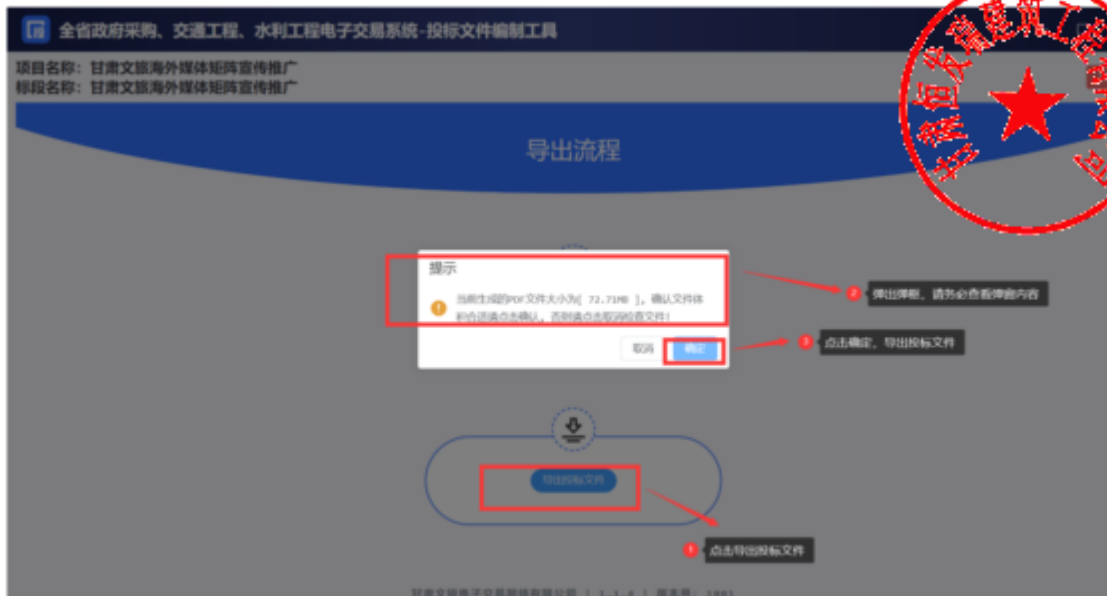 全省政府采购、交通工程、水利工程电子交易系统-投标文件编制工具
项目名称：甘肃文旅海外媒体矩阵宣传推广
标段名称：甘肃文旅海外媒体矩阵宣传推广
导出流程
提示
当前生成的PDF文件大小为[ 72.71MB ]，确认文件体
积合适请点击确认，否则请点击取消检查文件！
取消
确定
2 弹出弹框，请务必查看弹窗内容
3 点击确定，导出投标文件
导出投标文件
1 点击导出投标文件